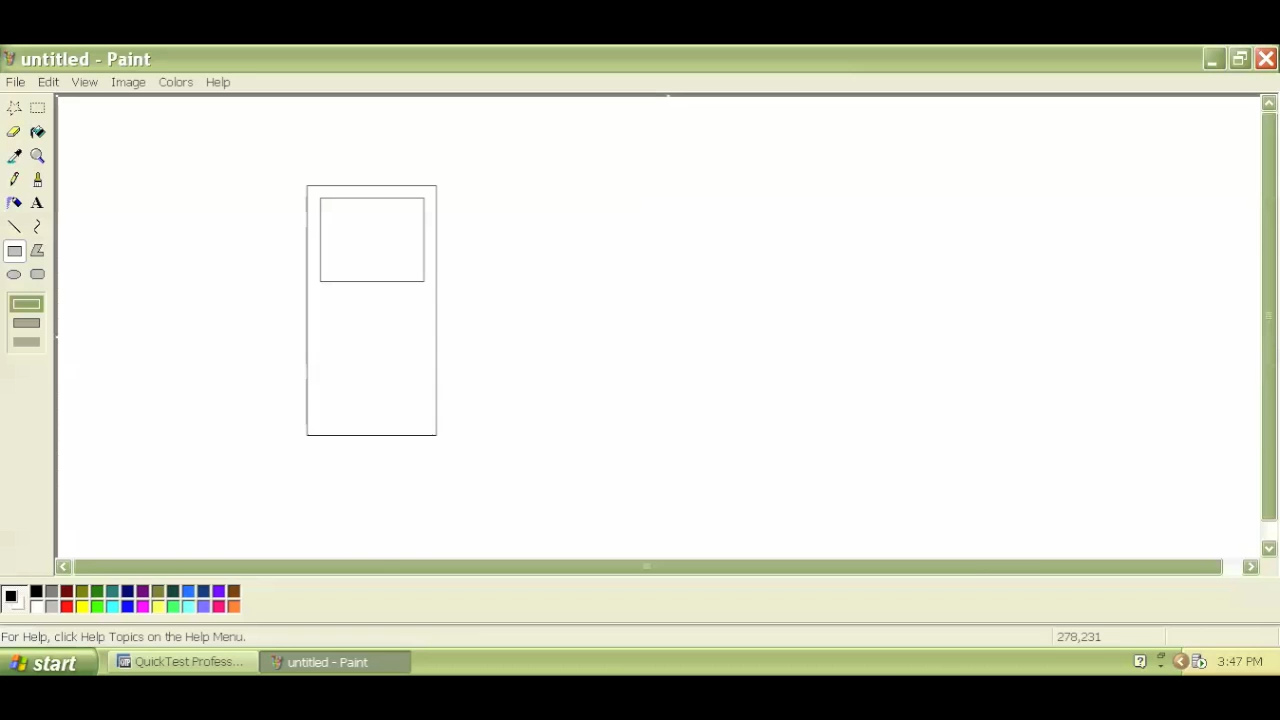 untitled - Paint
File Edit View Image Colors Help
A
For Help, click Help Topics on the Help Menu.
278,231
start
QuickTest Profess...
untitled - Paint
3:47 PM